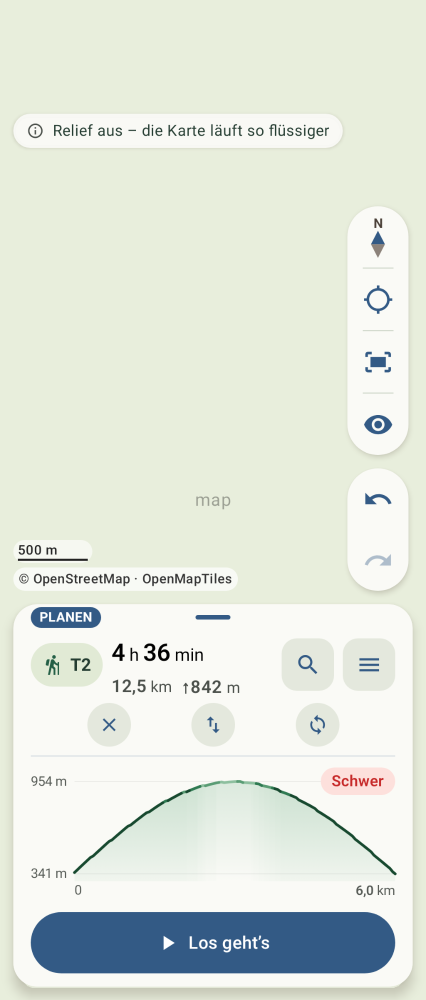 Relief aus – die Karte läuft so flüssiger
N
map
500 m
© OpenStreetMap · OpenMapTiles
PLANEN
T2
4 h 36 min
12,5 km ↑842 m
954 m
Schwer
341 m
0
6,0 km
Los geht’s